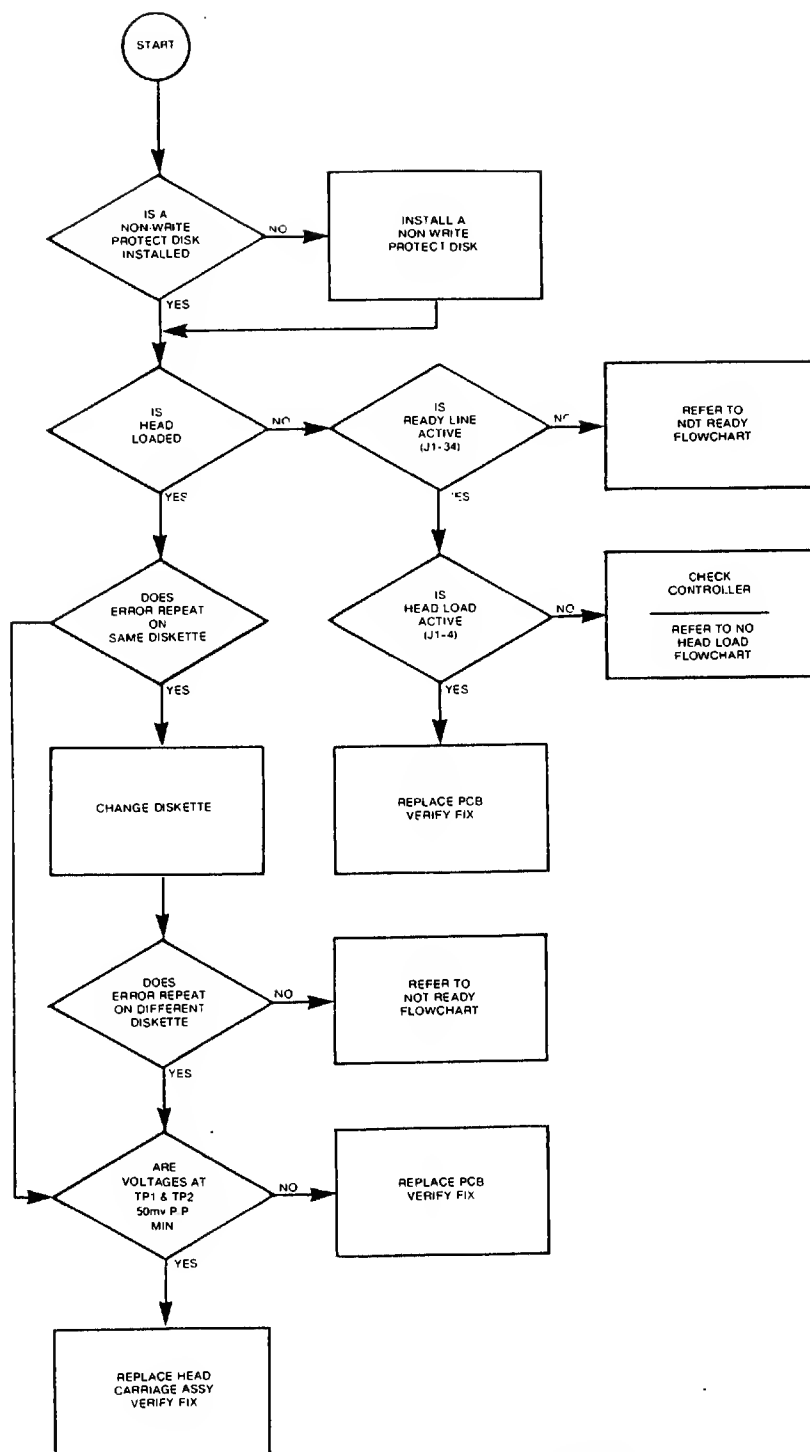 START
IS A
NON-WRITE
PROTECT DISK
INSTALLED
NO
INSTALL A
NON WRITE
PROTECT DISK
YES
IS
HEAD
LOADED
NO
IS
READY LINE
ACTIVE
(J1-34)
NC
REFER TO
NDT READY
FLOWCHART
YES
'ES
DOES
ERROR REPEAT
ON
SAME DISKETTE
IS
HEAD LOAD
ACTIVE
(J1-4)
NO
CHECK
CONTROLLER
REFER TO NO
HEAD LOAD
FLOWCHART
YES
YES
CHANGE DISKETTE
REPLACE PCB
VERIFY FIX
DOES
ERROR REPEAT
ON DIFFERENT
DISKETTE
NO
REFER TO
NOT READY
FLOWCHART
YES
ARE
VOLTAGES AT
TP1 & TP2
50mv P.P
MIN
NO
REPLACE PCB
VERIFY FIX
YES
REPLACE HEAD
CARRIAGE ASSY
VERIFY FIX